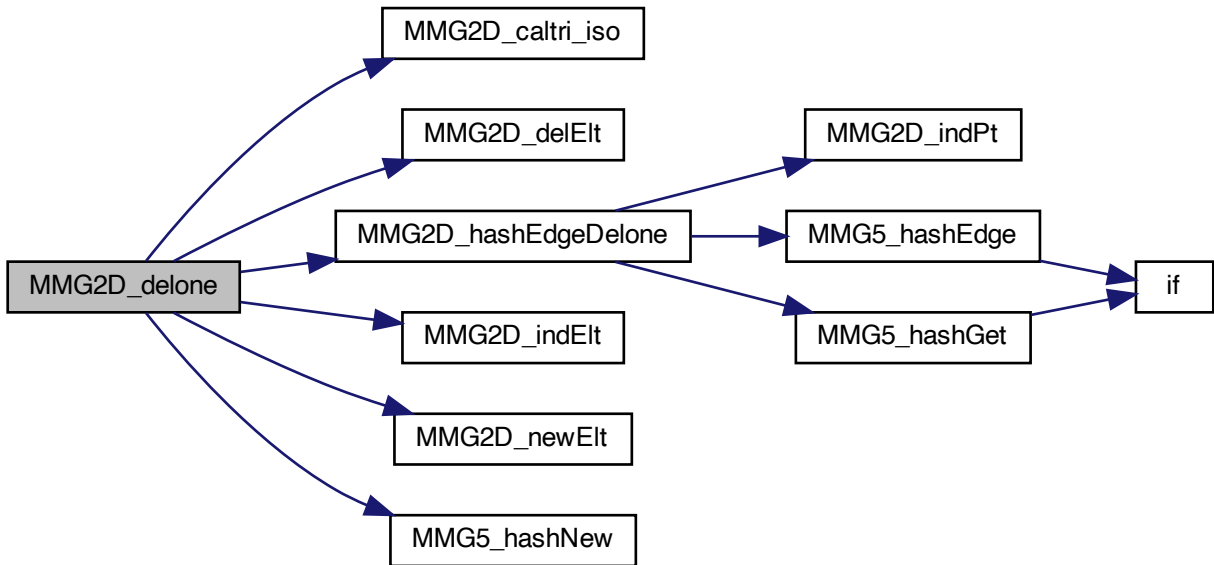 MMG2D_caltri_iso
MMG2D_delElt
MMG2D_indPt
MMG2D_hashEdgeDelone
MMG5_hashEdge
MMG2D_delone
if
MMG2D_indElt
MMG5_hashGet
MMG2D_newElt
MMG5_hashNew